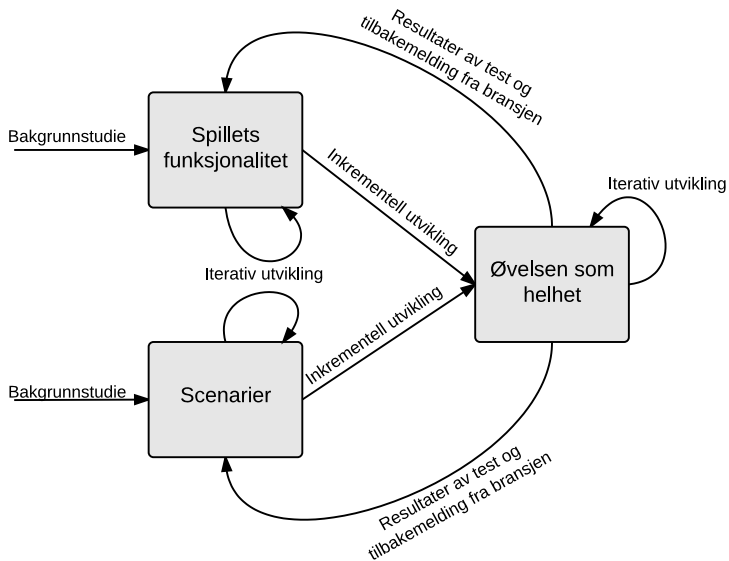 Resultater av test og
tilbakemelding fra bransjen
Bakgrunnstudie
Spillets
funksjonalitet
Inkrementell utvikling
Iterativ utvikling
Øvelsen som
helhet
Iterativ utvikling
Inkrementell utvikling
Bakgrunnstudie
Scenarier
Resultater av test og
tilbakemelding fra bransjen